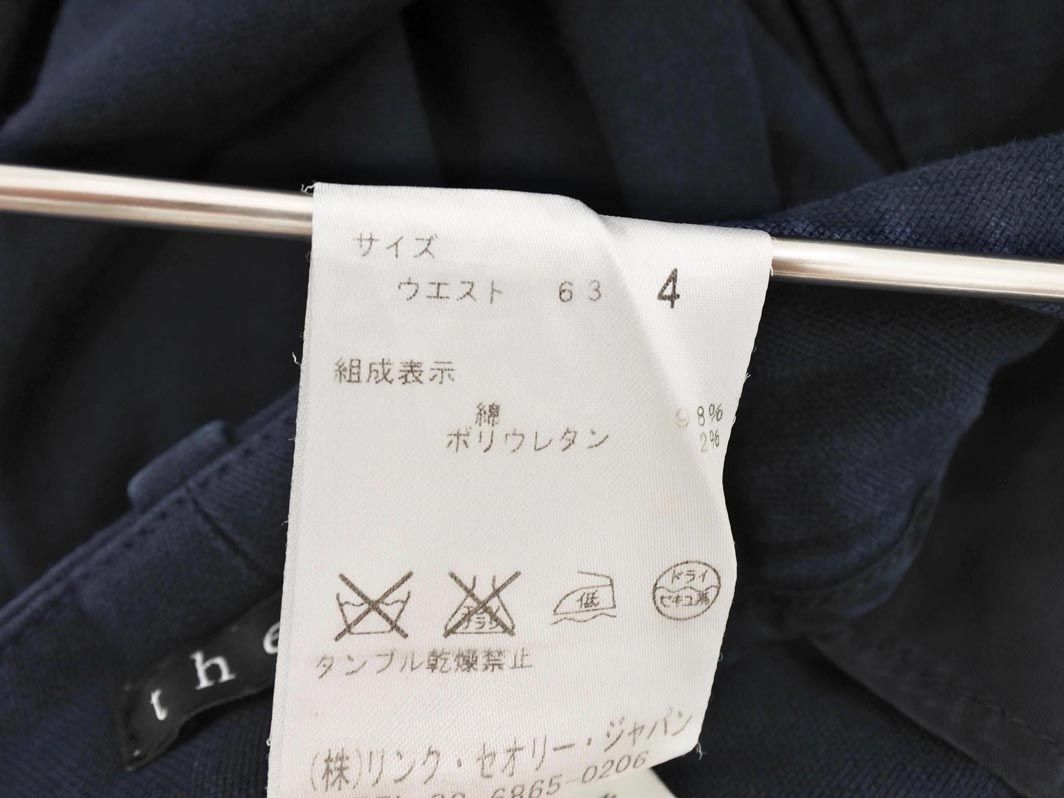 サイズ
ウエスト 63 4
組成表示
綿 98%
ポリウレタン 2%
低
ドライ
セキユ系
タンブル乾燥禁止
(株)リンク・セオリー・ジャパン
6865-0206
the